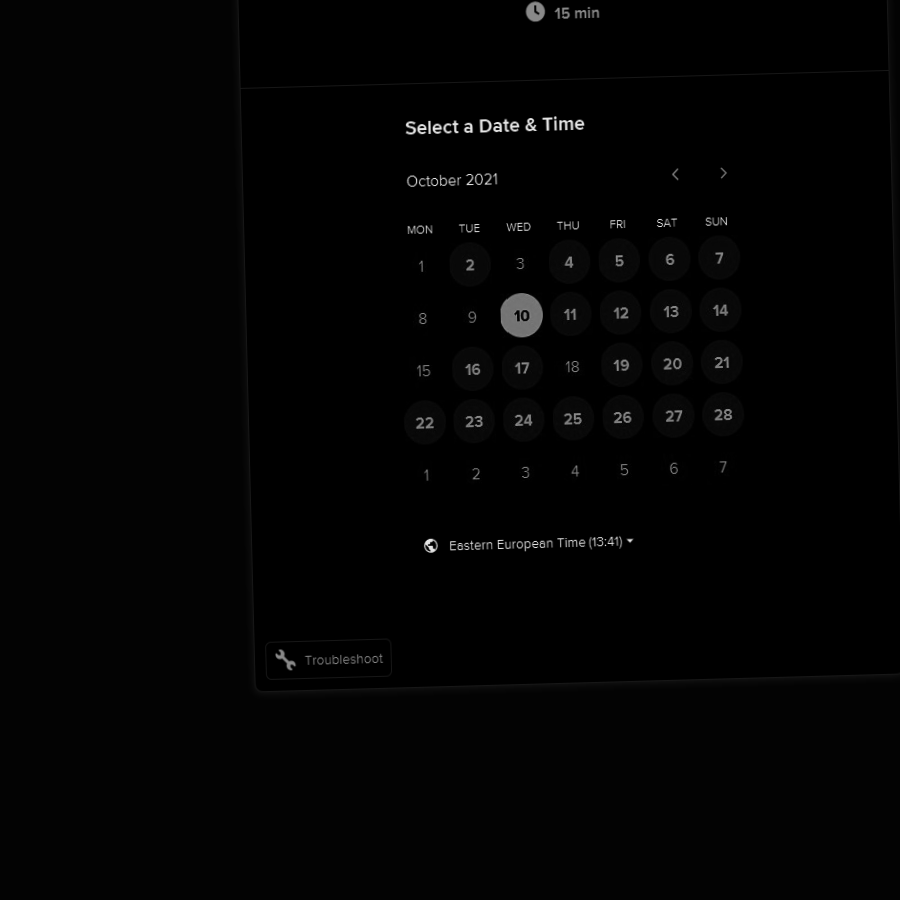 15 min
Select a Date & Time
October 2021
MON TUE WED THU FRI SAT SUN
1 2 3 4 5 6 7
8 9 10 11 12 13 14
15 16 17 18 19 20 21
22 23 24 25 26 27 28
1 2 3 4 5 6 7
Eastern European Time (13:41)
Troubleshoot